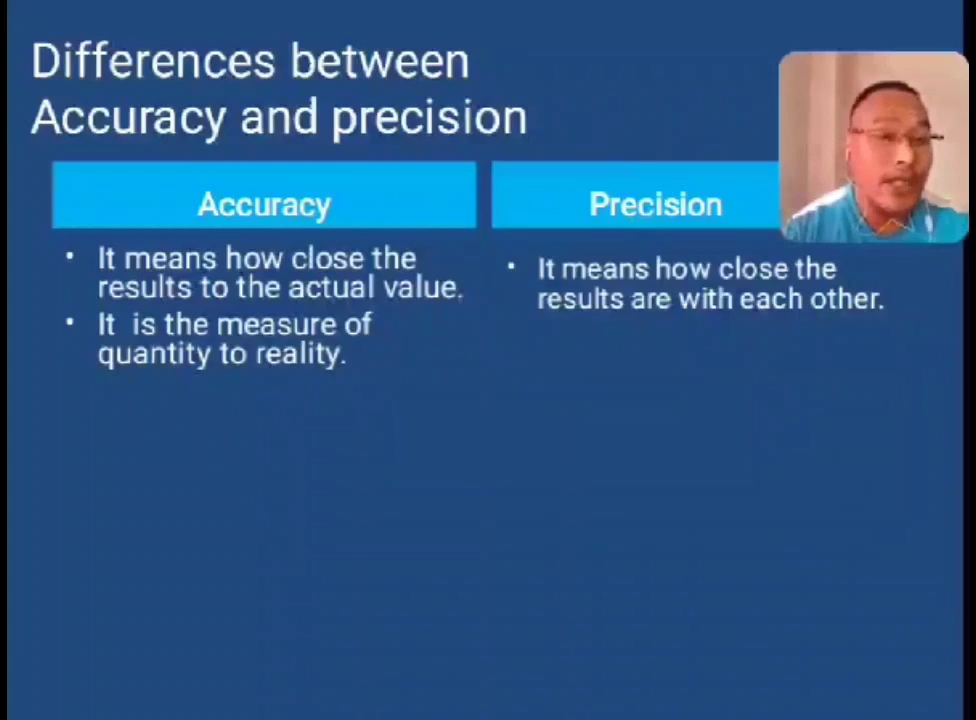 Differences between
Accuracy and precision
Accuracy
Precision
• It means how close the
results to the actual value.
• It is the measure of
quantity to reality.
• It means how close the
results are with each other.